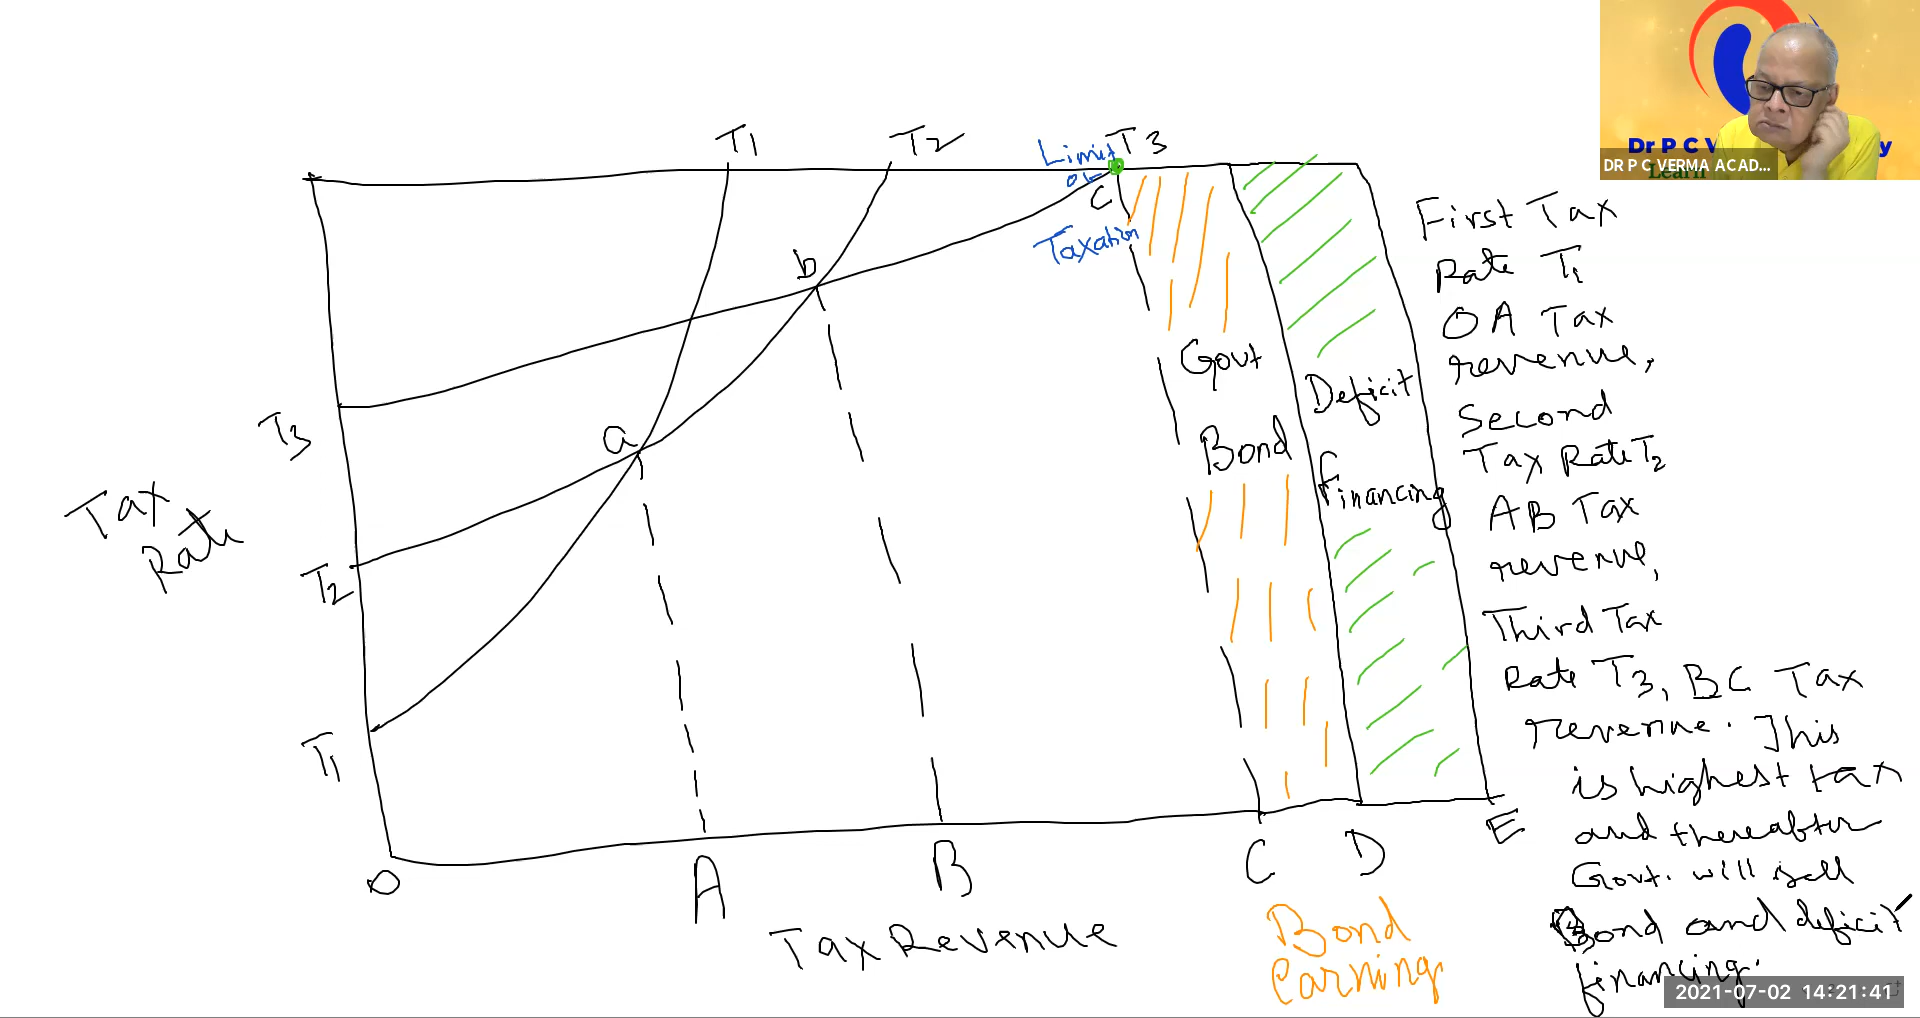 T1
T2
T3
Limit
of
C
Taxation
b
a
T3
T2
T1
Tax
Rate
Govt
Bond
Deficit
Financing
O
A
B
C
D
E
Tax Revenue
Bond
Earning
First Tax
Rate T1
OA Tax
revenue,
Second
Tax Rate T2
AB Tax
revenue,
Third Tax
Rate T3, BC Tax
revenue. This
is highest tax
and thereafter
Govt. will sell
Bond and deficit
financing.
Dr P C V
y
Learn
DR P C VERMA ACAD...
2021-07-02 14:21:41